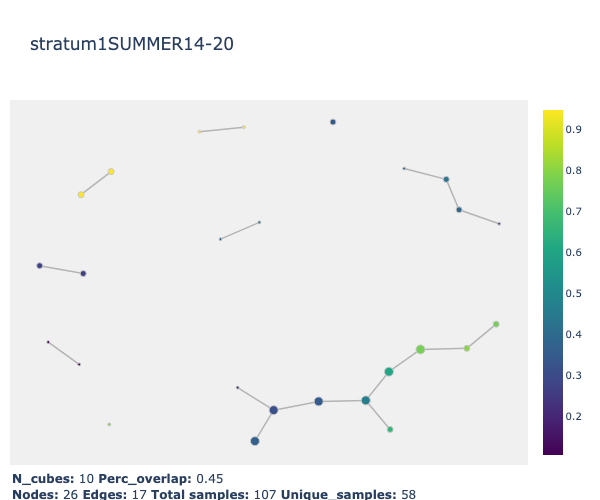 stratum1SUMMER14-20
0.9
0.8
0.7
0.6
0.5
0.4
0.3
0.2
N_cubes: 10 Perc_overlap: 0.45
Nodes: 26 Edges: 17 Total samples: 107 Unique_samples: 58